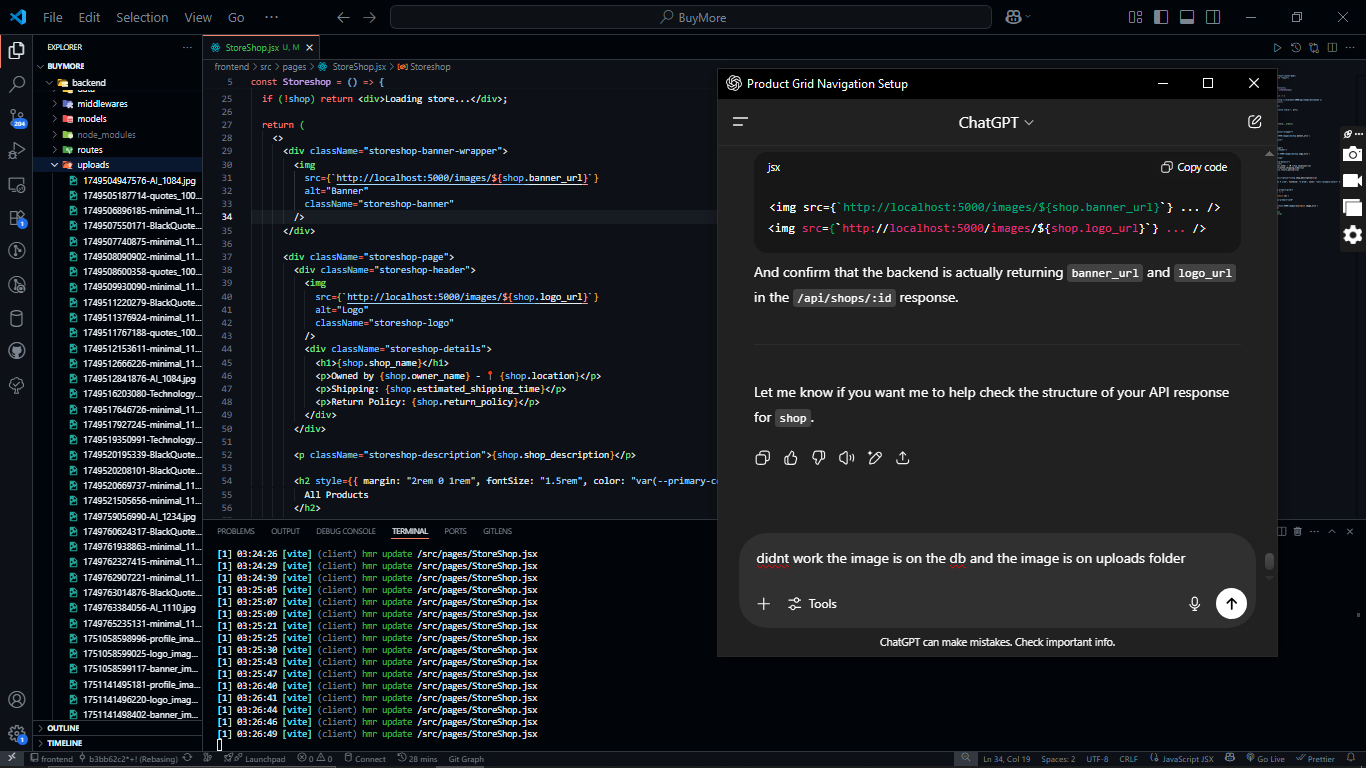 File Edit Selection View Go ··· BuyMore
EXPLORER ···
BUYMORE
backend
data
middlewares
models
node_modules
routes
uploads
1749504947576-AI_1084.jpg
1749505187714-quotes_100...
1749506896185-minimal_11...
1749507550171-BlackQuote...
1749507740875-minimal_11...
1749508090902-minimal_11...
1749508600358-quotes_100...
1749509930090-minimal_11...
1749511220279-BlackQuote...
1749511376924-minimal_11...
1749511767188-quotes_100...
1749512153611-minimal_11...
1749512666226-minimal_11...
1749512841876-AI_1084.jpg
1749516203080-Technology...
1749517646726-minimal_11...
1749517927245-minimal_11...
1749519350991-Technology...
1749520195339-BlackQuote...
1749520208101-BlackQuote...
1749520669737-minimal_11...
1749521505656-minimal_11...
1749759056990-AI_1234.jpg
1749760624317-BlackQuote...
1749761938863-minimal_11...
1749762327415-minimal_11...
1749762907221-minimal_11...
1749763014876-BlackQuote...
1749763384056-AI_1110.jpg
1749765235131-minimal_11...
1751058598996-profile_ima...
1751058599025-logo_imag...
1751058599117-banner_im...
1751141495181-profile_ima...
1751141496220-logo_imag...
1751141498402-banner_im...
OUTLINE
TIMELINE
204
1
1
StoreShop.jsx U, M
frontend > src > pages > StoreShop.jsx > Storeshop
5 const Storeshop = () => {
25 if (!shop) return <div>Loading store...</div>;
26
27 return (
28 <>
29 <div className="storeshop-banner-wrapper">
30 <img
31 src={`http://localhost:5000/images/${shop.banner_url}`}
32 alt="Banner"
33 className="storeshop-banner"
34 />
35 </div>
36
37 <div className="storeshop-page">
38 <div className="storeshop-header">
39 <img
40 src={`http://localhost:5000/images/${shop.logo_url}`}
41 alt="Logo"
42 className="storeshop-logo"
43 />
44 <div className="storeshop-details">
45 <h1>{shop.shop_name}</h1>
46 <p>Owned by {shop.owner_name} - 📍 {shop.location}</p>
47 <p>Shipping: {shop.estimated_shipping_time}</p>
48 <p>Return Policy: {shop.return_policy}</p>
49 </div>
50 </div>
51
52 <p className="storeshop-description">{shop.shop_description}</p>
53
54 <h2 style={{ margin: "2rem 0 1rem", fontSize: "1.5rem", color: "var(--primary-co
55 All Products
56 </h2>
PROBLEMS OUTPUT DEBUG CONSOLE TERMINAL PORTS GITLENS
[1] 03:24:26 [vite] (client) hmr update /src/pages/StoreShop.jsx
[1] 03:24:29 [vite] (client) hmr update /src/pages/StoreShop.jsx
[1] 03:24:39 [vite] (client) hmr update /src/pages/StoreShop.jsx
[1] 03:25:05 [vite] (client) hmr update /src/pages/StoreShop.jsx
[1] 03:25:07 [vite] (client) hmr update /src/pages/StoreShop.jsx
[1] 03:25:09 [vite] (client) hmr update /src/pages/StoreShop.jsx
[1] 03:25:21 [vite] (client) hmr update /src/pages/StoreShop.jsx
[1] 03:25:25 [vite] (client) hmr update /src/pages/StoreShop.jsx
[1] 03:25:30 [vite] (client) hmr update /src/pages/StoreShop.jsx
[1] 03:25:43 [vite] (client) hmr update /src/pages/StoreShop.jsx
[1] 03:25:47 [vite] (client) hmr update /src/pages/StoreShop.jsx
[1] 03:26:40 [vite] (client) hmr update /src/pages/StoreShop.jsx
[1] 03:26:41 [vite] (client) hmr update /src/pages/StoreShop.jsx
[1] 03:26:44 [vite] (client) hmr update /src/pages/StoreShop.jsx
[1] 03:26:46 [vite] (client) hmr update /src/pages/StoreShop.jsx
[1] 03:26:49 [vite] (client) hmr update /src/pages/StoreShop.jsx
Product Grid Navigation Setup
ChatGPT
jsx Copy code
<img src={`http://localhost:5000/images/${shop.banner_url}`} ... />
<img src={`http://localhost:5000/images/${shop.logo_url}`} ... />
And confirm that the backend is actually returning banner_url and logo_url
in the /api/shops/:id response.
Let me know if you want me to help check the structure of your API response
for shop.
didnt work the image is on the db and the image is on uploads folder
Tools
ChatGPT can make mistakes. Check important info.
frontend b3bb62c2*+! (Rebasing) Launchpad 0 0 Connect 28 mins Git Graph Ln 34, Col 19 Spaces: 2 UTF-8 CRLF JavaScript JSX Go Live Prettier